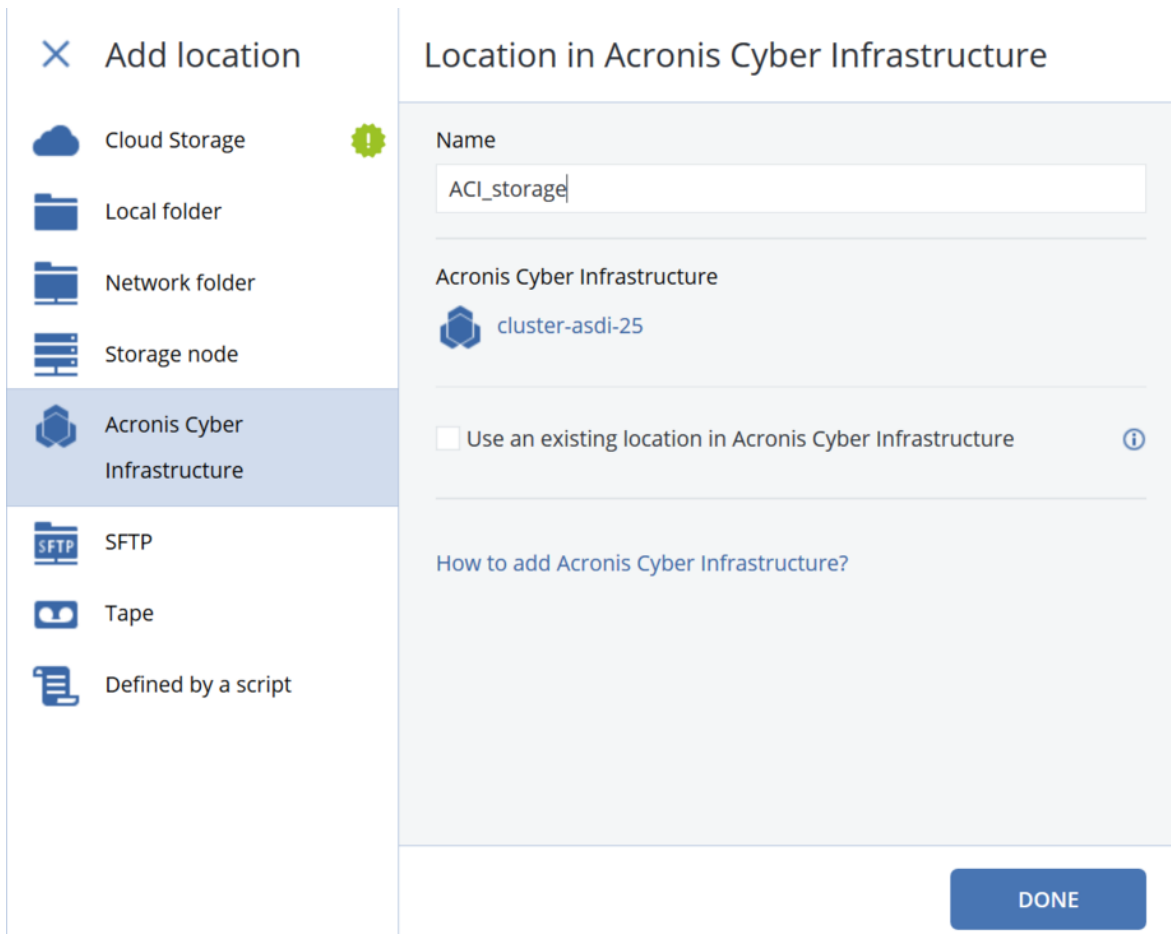 Add location
Cloud Storage
Local folder
Network folder
Storage node
Acronis Cyber
Infrastructure
SFTP
SFTP
Tape
Defined by a script
Location in Acronis Cyber Infrastructure
Name
ACI_storage
Acronis Cyber Infrastructure
cluster-asdi-25
Use an existing location in Acronis Cyber Infrastructure
How to add Acronis Cyber Infrastructure?
DONE